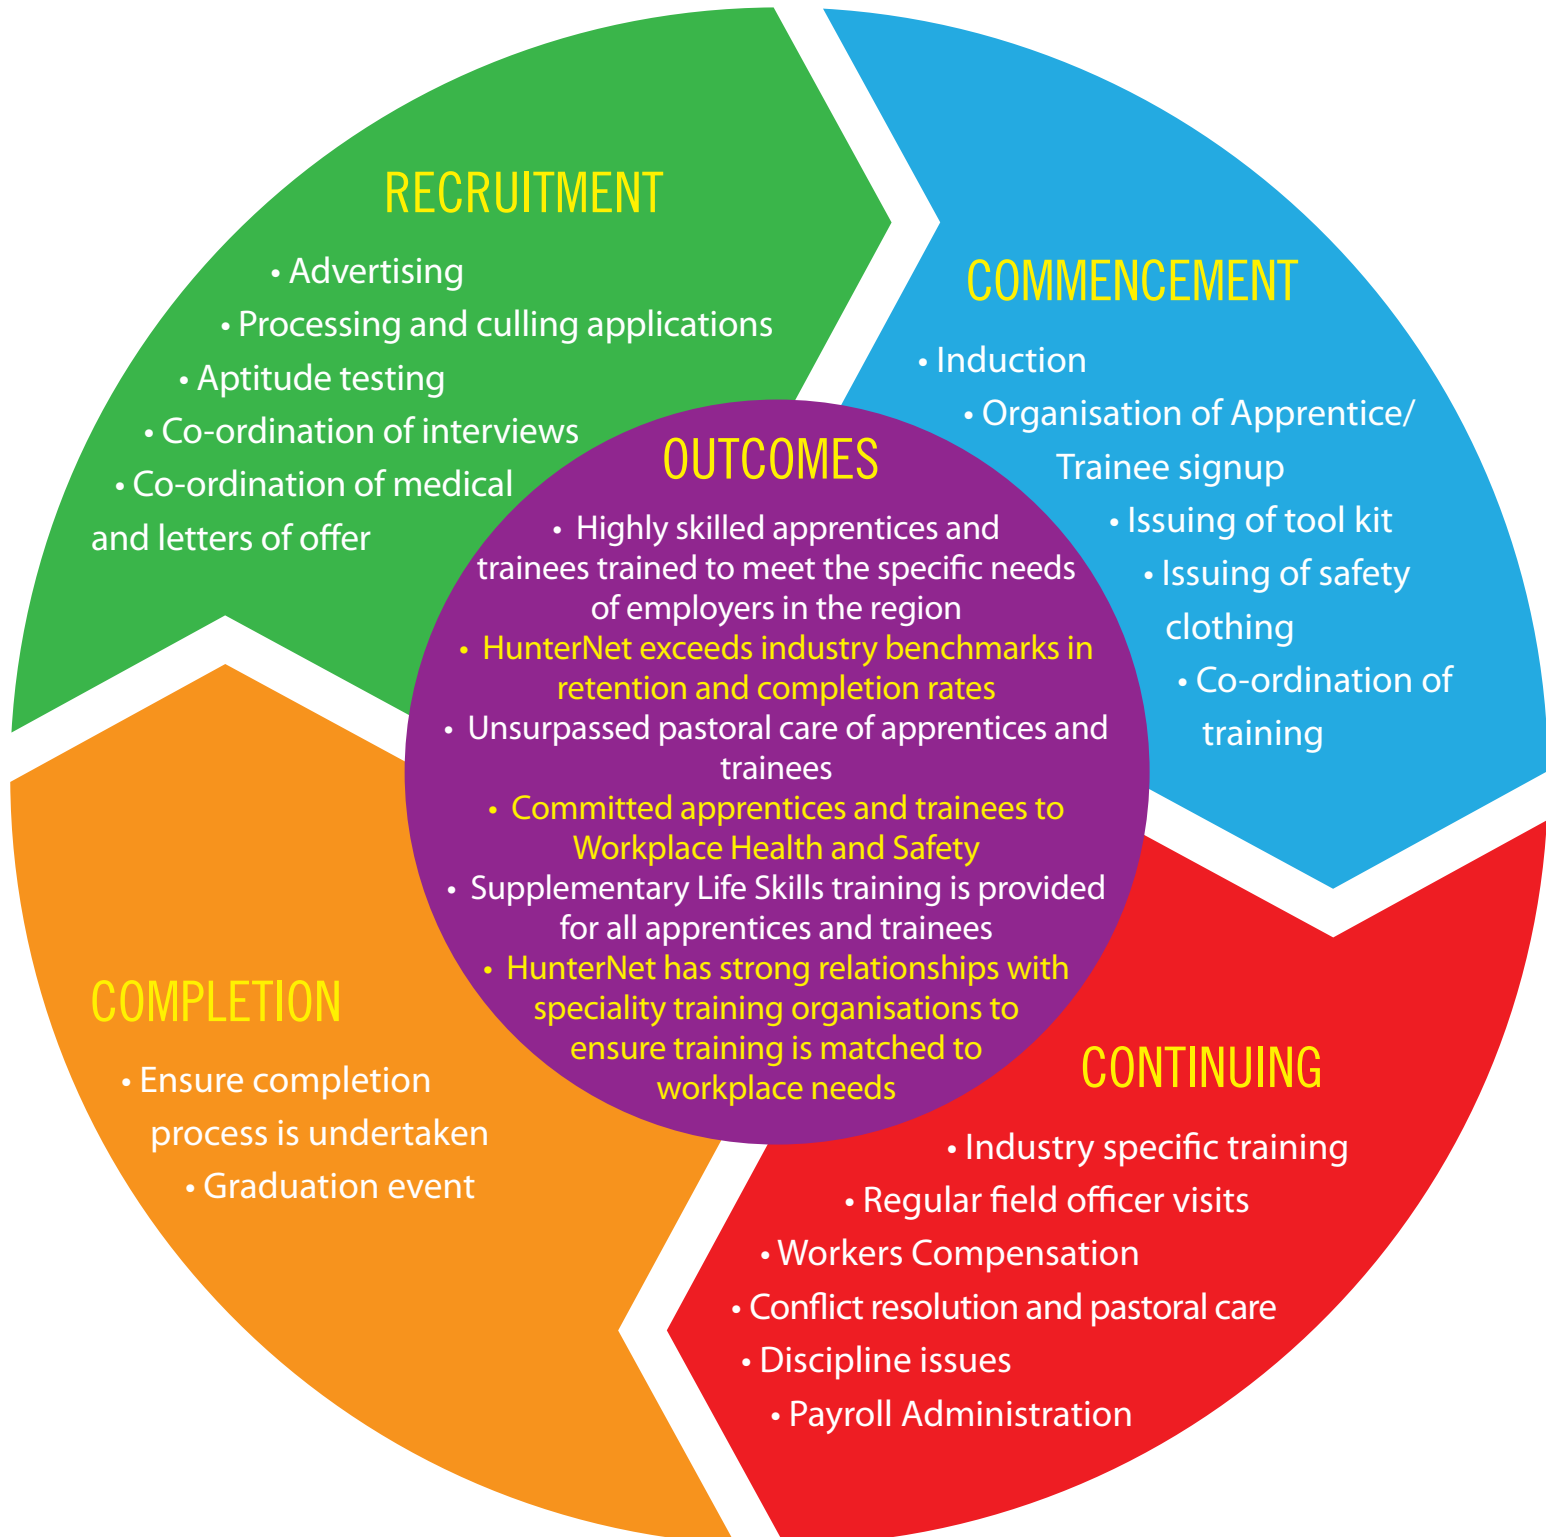 RECRUITMENT
• Advertising
• Processing and culling applications
• Aptitude testing
• Co-ordination of interviews
• Co-ordination of medical
and letters of offer
COMMENCEMENT
• Induction
• Organisation of Apprentice/
Trainee signup
• Issuing of tool kit
• Issuing of safety
clothing
• Co-ordination of
training
OUTCOMES
• Highly skilled apprentices and
trainees trained to meet the specific needs
of employers in the region
• HunterNet exceeds industry benchmarks in
retention and completion rates
• Unsurpassed pastoral care of apprentices and
trainees
• Committed apprentices and trainees to
Workplace Health and Safety
• Supplementary Life Skills training is provided
for all apprentices and trainees
• HunterNet has strong relationships with
speciality training organisations to
ensure training is matched to
workplace needs
CONTINUING
• Industry specific training
• Regular field officer visits
• Workers Compensation
• Conflict resolution and pastoral care
• Discipline issues
• Payroll Administration
COMPLETION
• Ensure completion
process is undertaken
• Graduation event